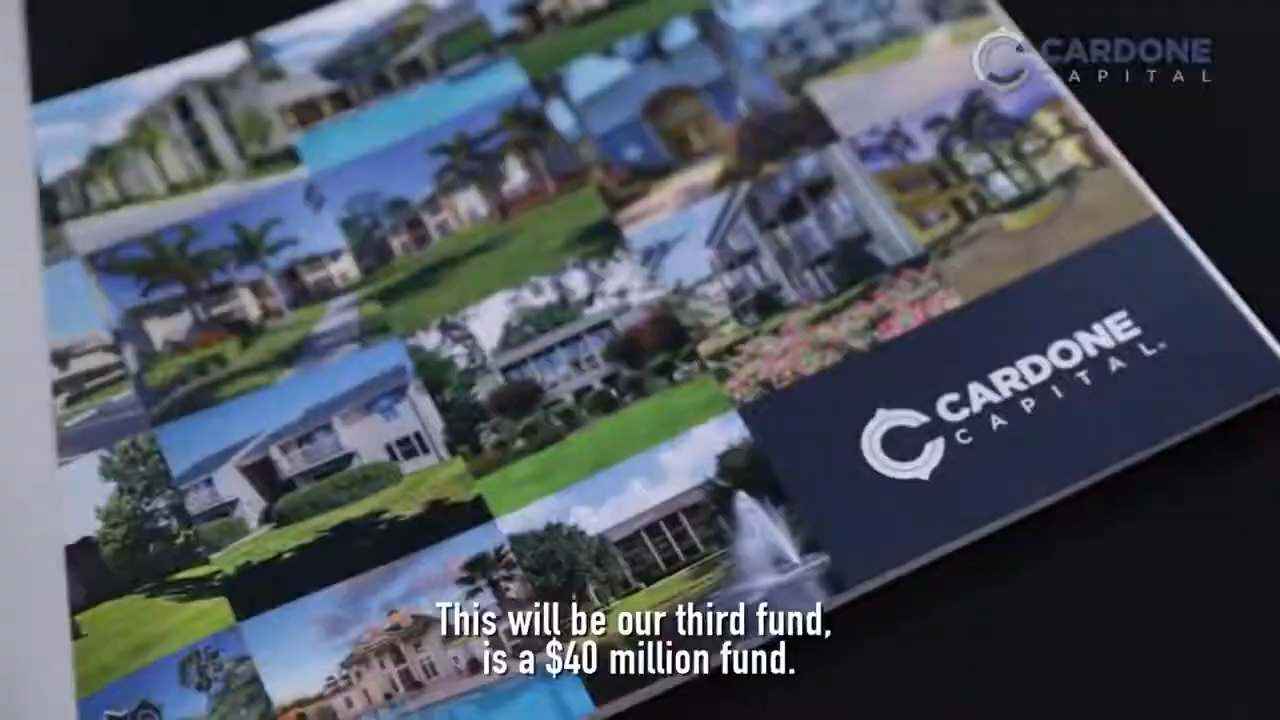 CARDONE
CAPITAL
CARDONE
CAPITAL
This will be our third fund,
is a $40 million fund.